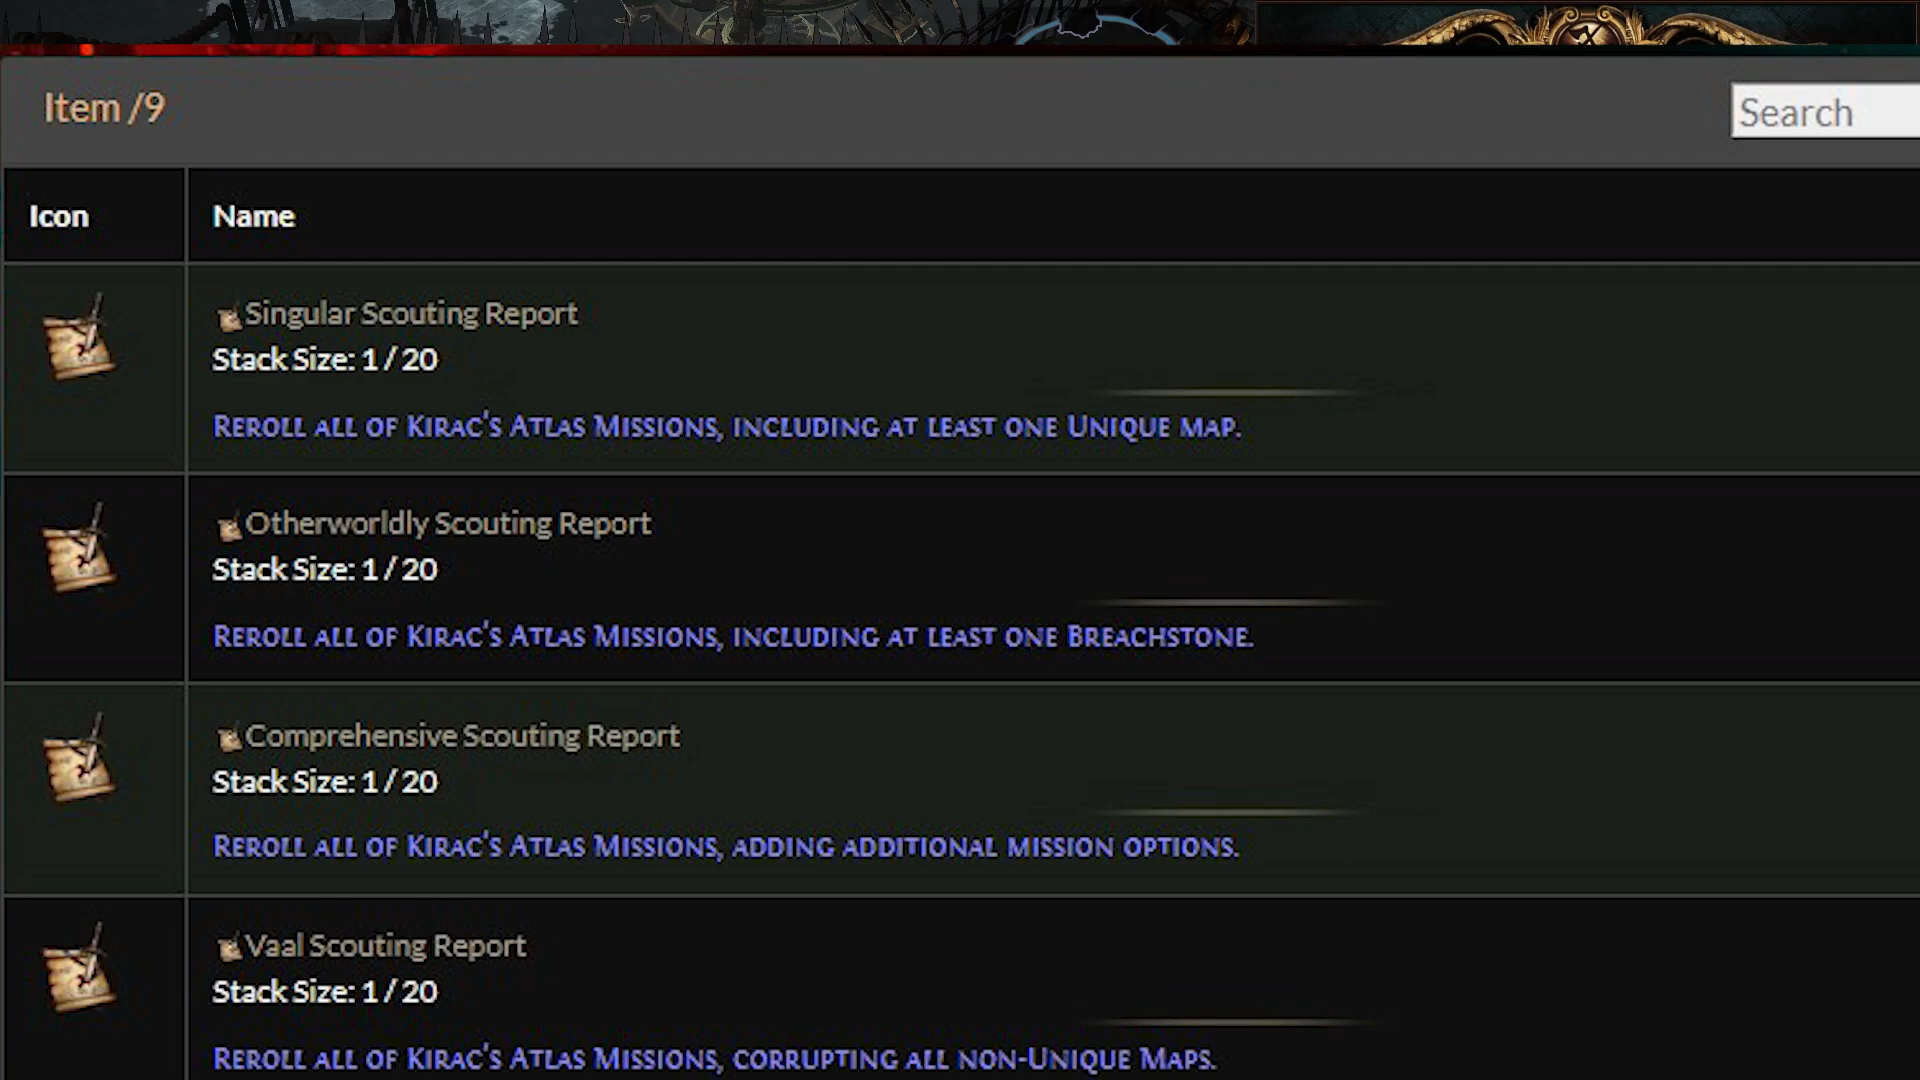 Item /9
Search
Icon
Name
Singular Scouting Report
Stack Size: 1 / 20
Reroll all of Kirac's Atlas Missions, including at least one Unique map.
Otherworldly Scouting Report
Stack Size: 1 / 20
Reroll all of Kirac's Atlas Missions, including at least one Breachstone.
Comprehensive Scouting Report
Stack Size: 1 / 20
Reroll all of Kirac's Atlas Missions, adding additional mission options.
Vaal Scouting Report
Stack Size: 1 / 20
Reroll all of Kirac's Atlas Missions, corrupting all non-Unique Maps.